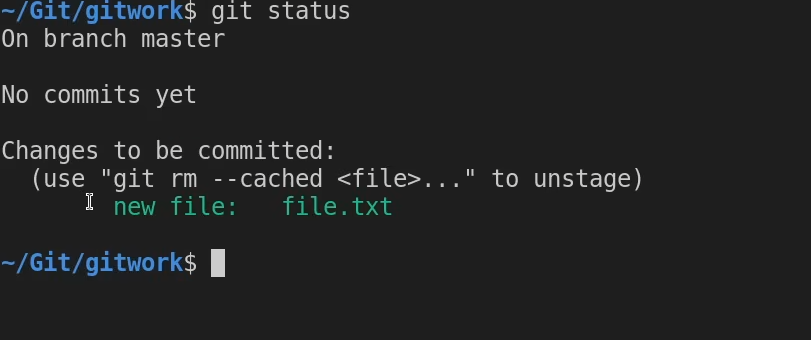 ~/Git/gitwork$ git status
On branch master
No commits yet
Changes to be committed:
(use "git rm --cached <file>..." to unstage)
new file: file.txt
~/Git/gitwork$